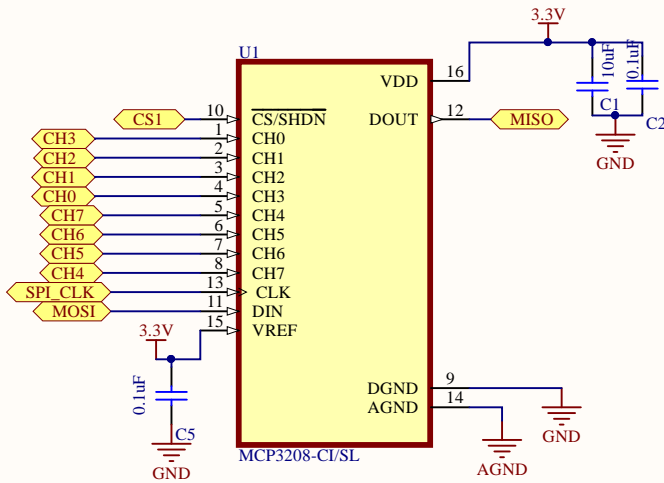 3.3V
U1
10uF
0.1uF
VDD
16
CS1
10
CS/SHDN
DOUT
12
MISO
C1
C2
GND
CH3
1
CH0
CH2
2
CH1
CH1
3
CH2
CH0
4
CH3
CH7
5
CH4
CH6
6
CH5
CH5
7
CH6
CH4
8
CH7
SPI_CLK
13
CLK
MOSI
11
DIN
3.3V
15
VREF
0.1uF
C5
GND
DGND
9
AGND
14
GND
AGND
MCP3208-CI/SL